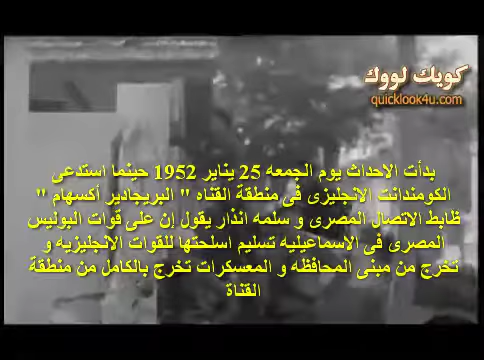 كويك لووك
quicklook4u.com
بدأت الاحداث يوم الجمعه 25 يناير 1952 حينما استدعى
الكومندانت الانجليزى فى منطقة القناه " البريجادير أكسهام "
ظابط الاتصال المصرى و سلمه انذار يقول إن على قوات البوليس
المصرى فى الاسماعيليه تسليم اسلحتها للقوات الانجليزيه و
تخرج من مبنى المحافظه و المعسكرات تخرج بالكامل من منطقة
القناة